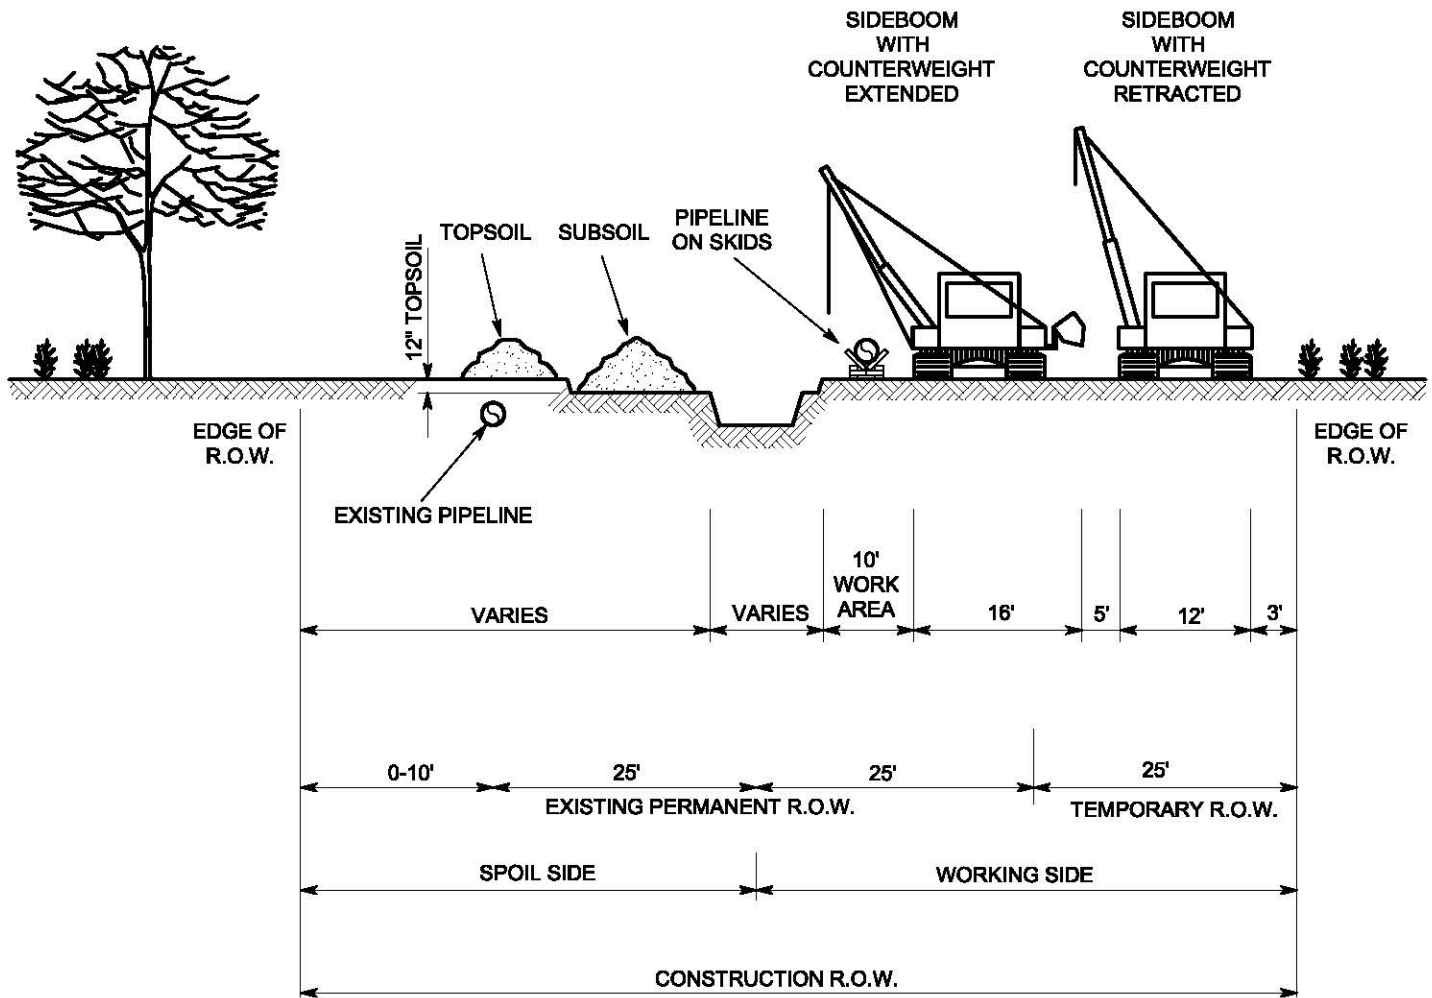 SIDEBOOM
WITH
COUNTERWEIGHT
EXTENDED
SIDEBOOM
WITH
COUNTERWEIGHT
RETRACTED
12" TOPSOIL
TOPSOIL
SUBSOIL
PIPELINE
ON SKIDS
EDGE OF
R.O.W.
EXISTING PIPELINE
EDGE OF
R.O.W.
VARIES
VARIES
10'
WORK
AREA
16'
5'
12'
3'
0-10'
25'
25'
25'
EXISTING PERMANENT R.O.W.
TEMPORARY R.O.W.
SPOIL SIDE
WORKING SIDE
CONSTRUCTION R.O.W.